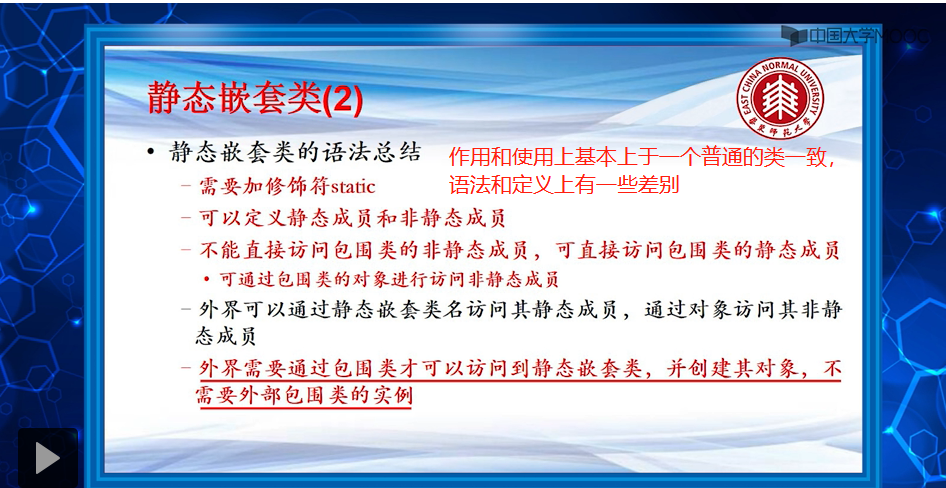 中国大学MOOC
EAST CHINA NORMAL UNIVERSITY
华东师范大学
静态嵌套类(2)
• 静态嵌套类的语法总结
作用和使用上基本上于一个普通的类一致,
语法和定义上有一些差别
– 需要加修饰符static
– 可以定义静态成员和非静态成员
– 不能直接访问包围类的非静态成员，可直接访问包围类的静态成员
• 可通过包围类的对象进行访问非静态成员
– 外界可以通过静态嵌套类名访问其静态成员，通过对象访问其非静
态成员
– 外界需要通过包围类才可以访问到静态嵌套类，并创建其对象，不
需要外部包围类的实例